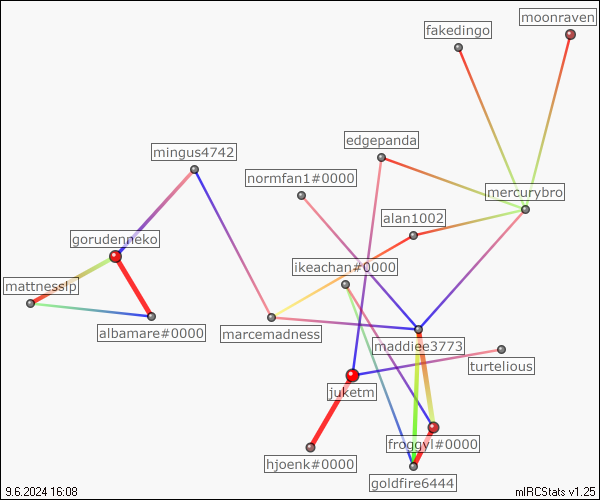 moonraven
fakedingo
edgepanda
mingus4742
normfan1#0000
mercurybro
alan1002
gorudenneko
ikeachan#0000
mattnesslp
albamare#0000
marcemadness
maddiee3773
turtelious
juketm
froggyl#0000
hjoenk#0000
goldfire6444
9.6.2024 16:08
mIRCStats v1.25